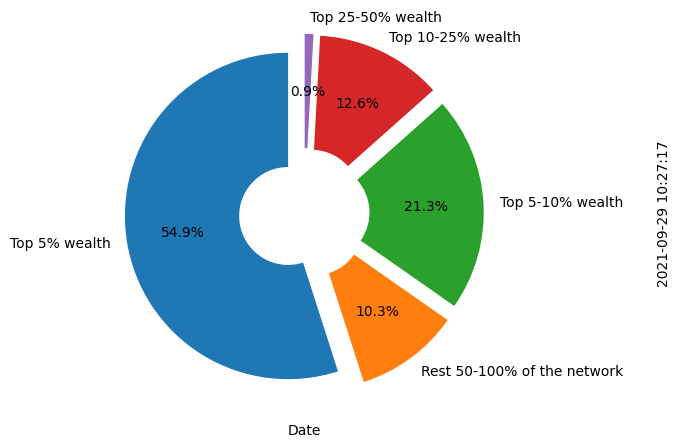 Top 25-50% wealth
Top 10-25% wealth
0.9%
12.6%
Top 5-10% wealth
21.3%
54.9%
Top 5% wealth
10.3%
Rest 50-100% of the network
Date
2021-09-29 10:27:17